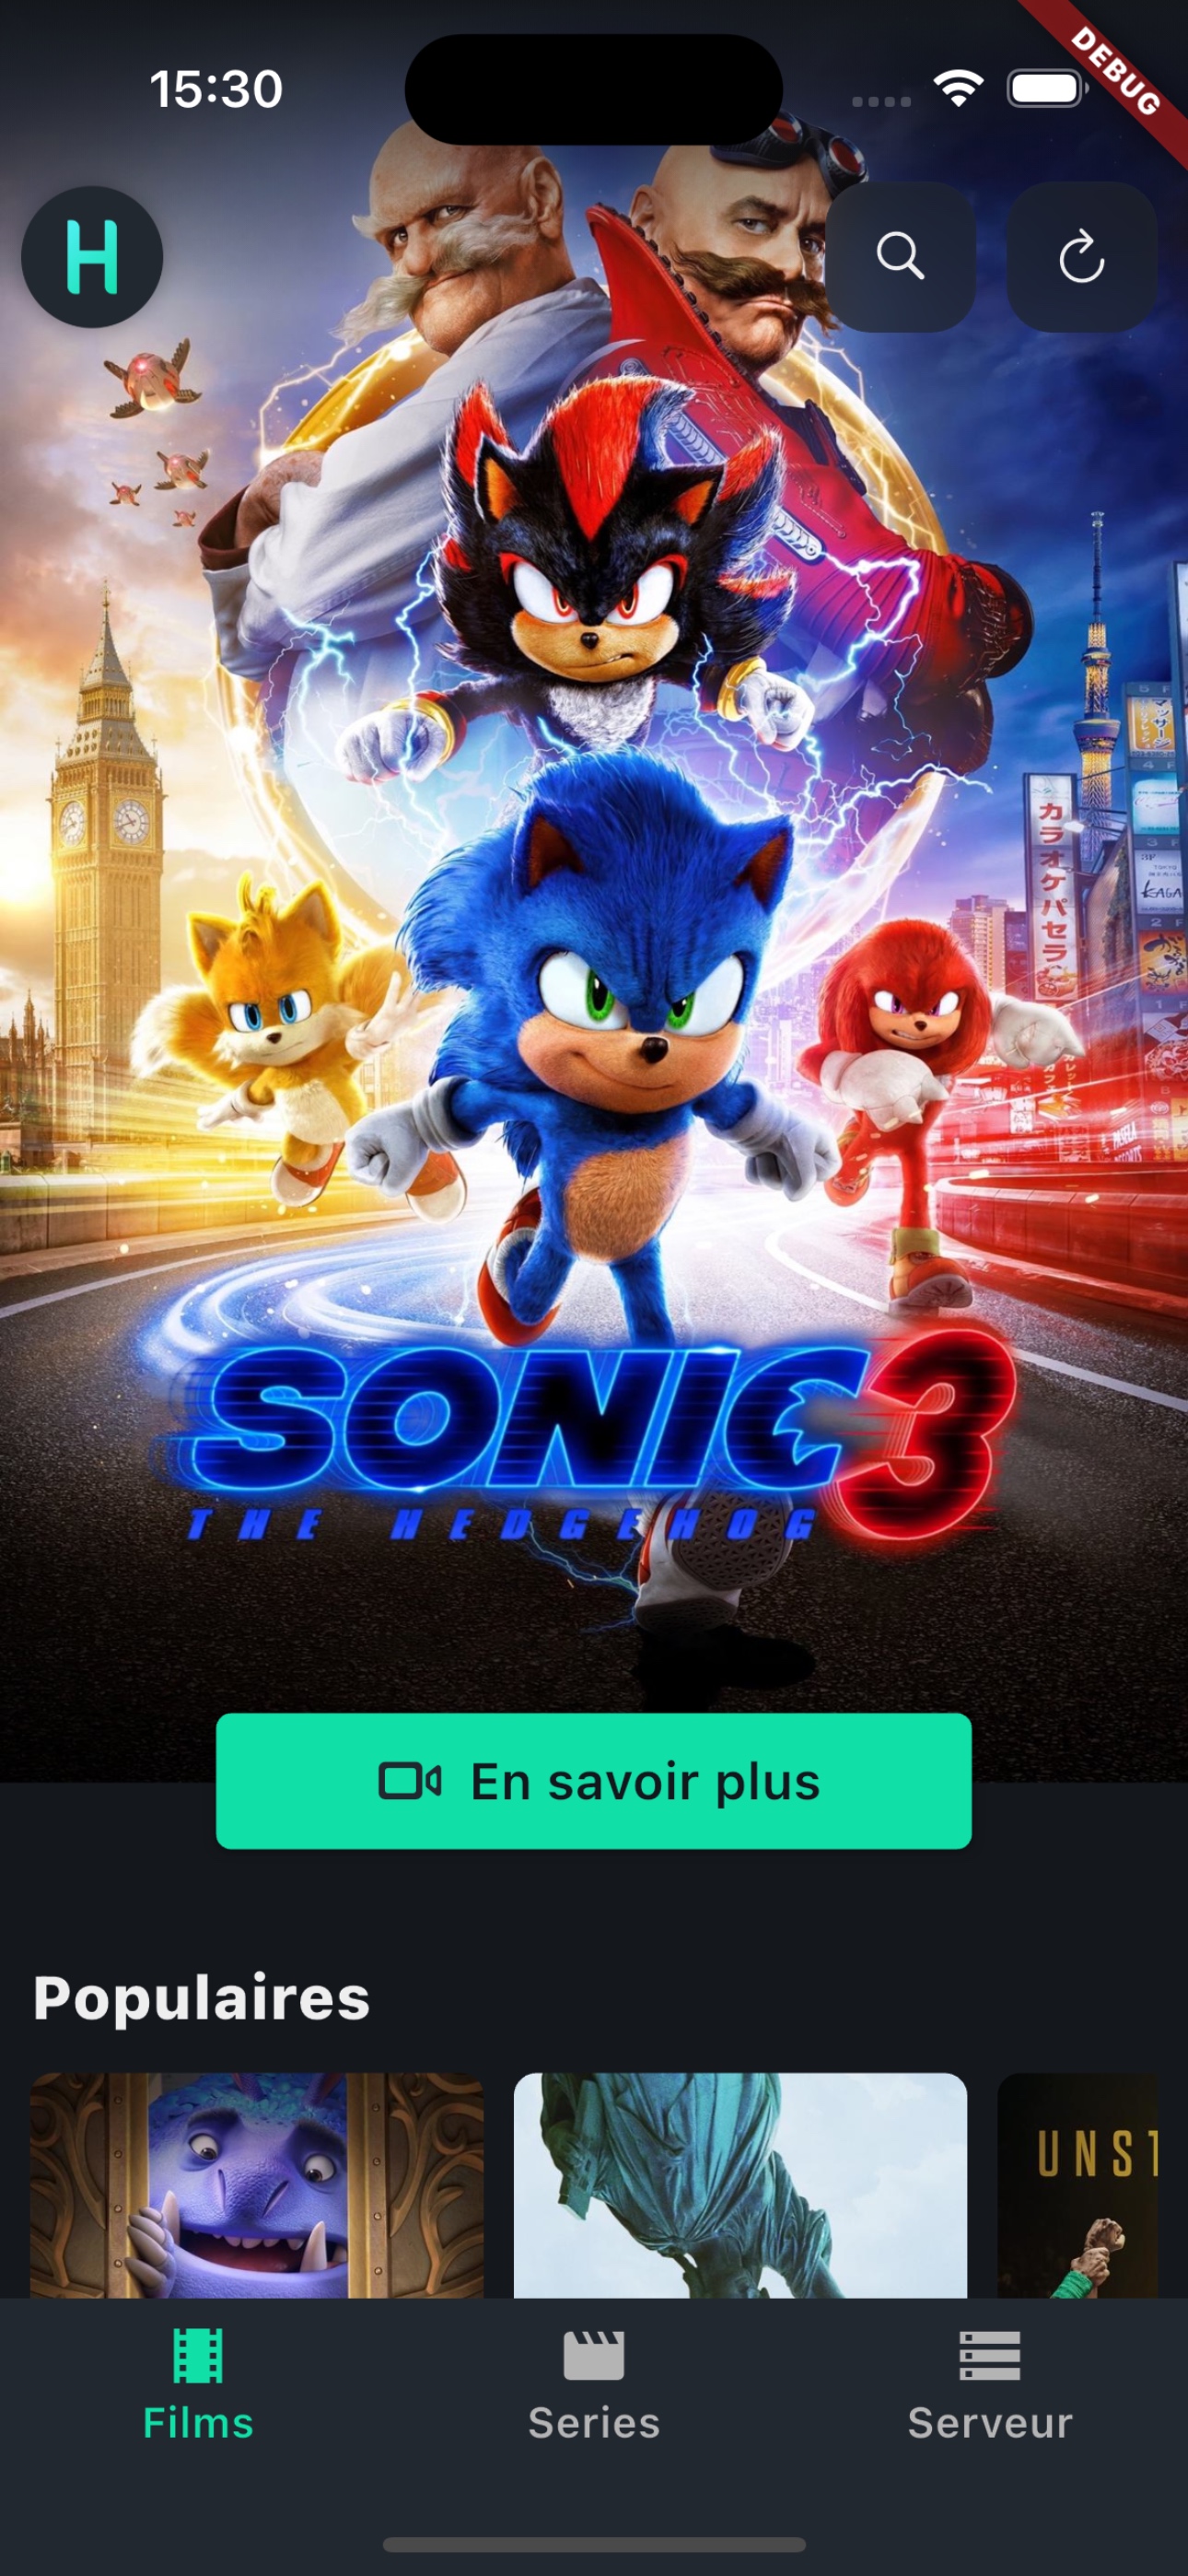 15:30
DEBUG
H
カラオケパセラ
SONIC 3
THE HEDGEHOG
En savoir plus
Populaires
UNST
Films
Series
Serveur